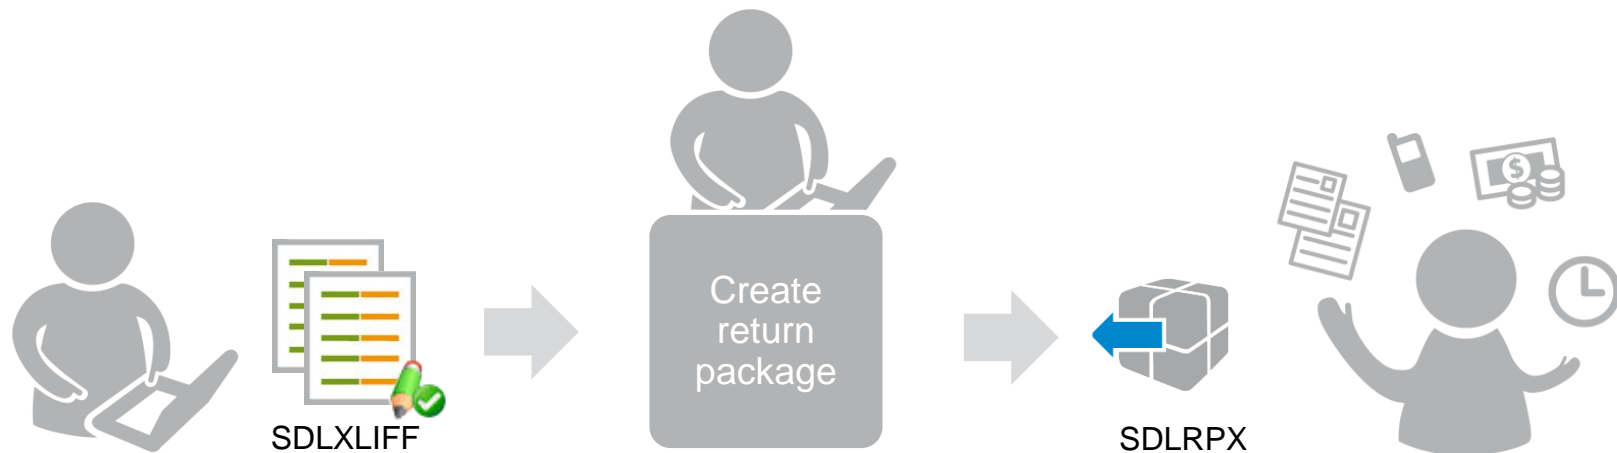 SDLXLIFF
Create
return
package
SDLRPX
$